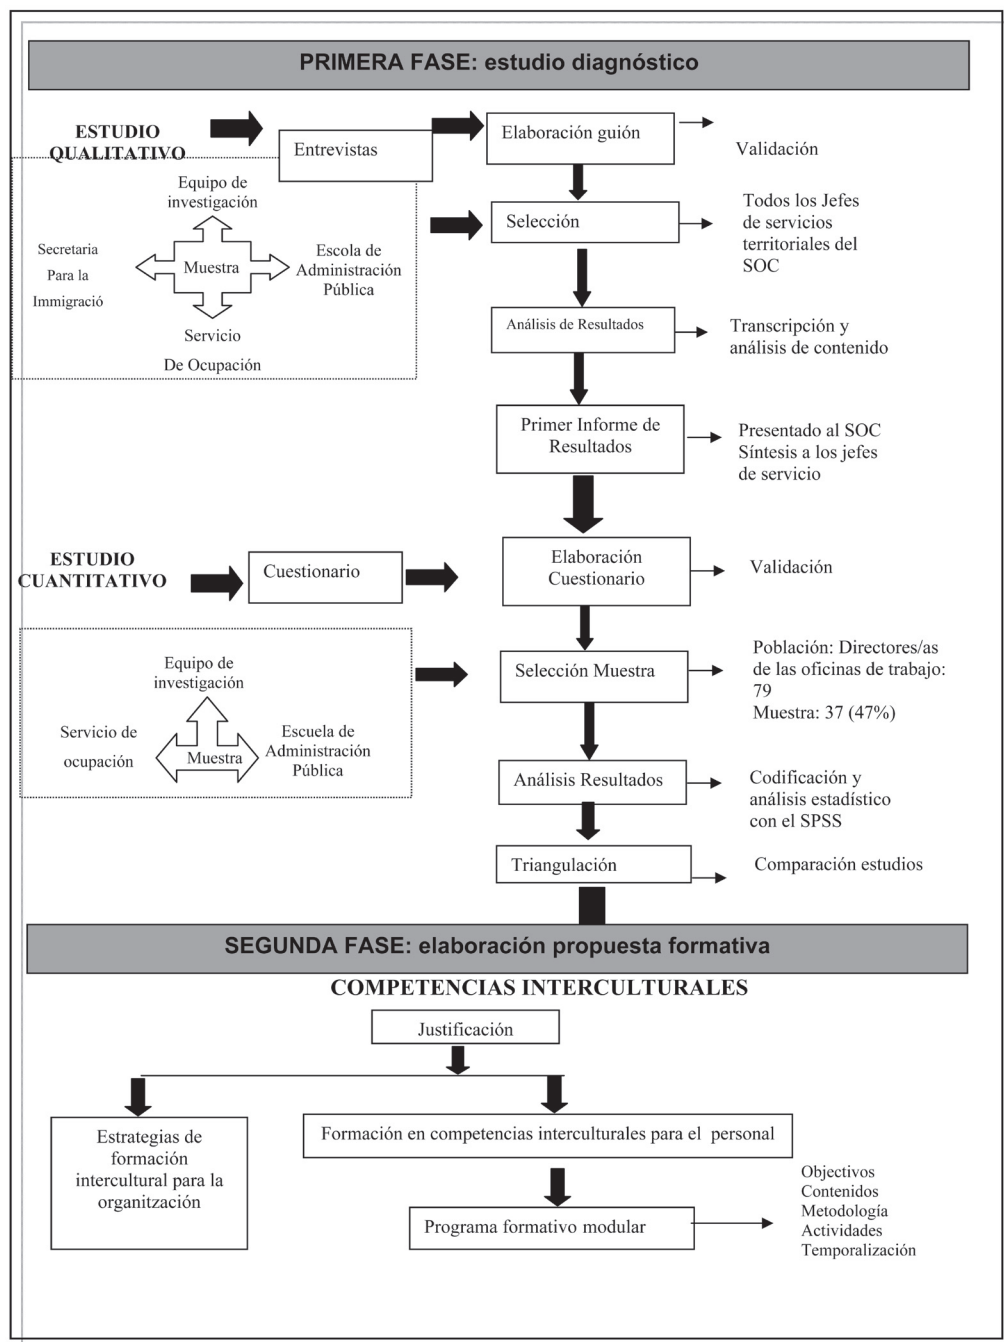 PRIMERA FASE: estudio diagnóstico
ESTUDIO
QUALITATIVO
Entrevistas
Elaboración guión
Validación
Equipo de
investigación
Secretaria
Para la
Immigració
Muestra
Escola de
Administración
Pública
Servicio
De Ocupación
Selección
Todos los Jefes
de servicios
territoriales del
SOC
Análisis de Resultados
Transcripción y
análisis de contenido
Primer Informe de
Resultados
Presentado al SOC
Síntesis a los jefes
de servicio
ESTUDIO
CUANTITATIVO
Cuestionario
Elaboración
Cuestionario
Validación
Equipo de
investigación
Servicio de
ocupación
Muestra
Escuela de
Administración
Pública
Selección Muestra
Población: Directores/as
de las oficinas de trabajo:
79
Muestra: 37 (47%)
Análisis Resultados
Codificación y
análisis estadístico
con el SPSS
Triangulación
Comparación estudios
SEGUNDA FASE: elaboración propuesta formativa
COMPETENCIAS INTERCULTURALES
Justificación
Estrategias de
formación
intercultural para la
organitzación
Formación en competencias interculturales para el personal
Programa formativo modular
Objectivos
Contenidos
Metodología
Actividades
Temporalización